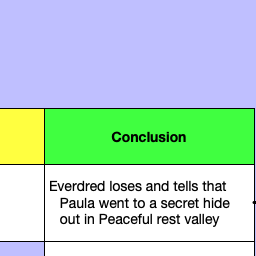 Conclusion
Everdred loses and tells that
Paula went to a secret hide
out in Peaceful rest valley